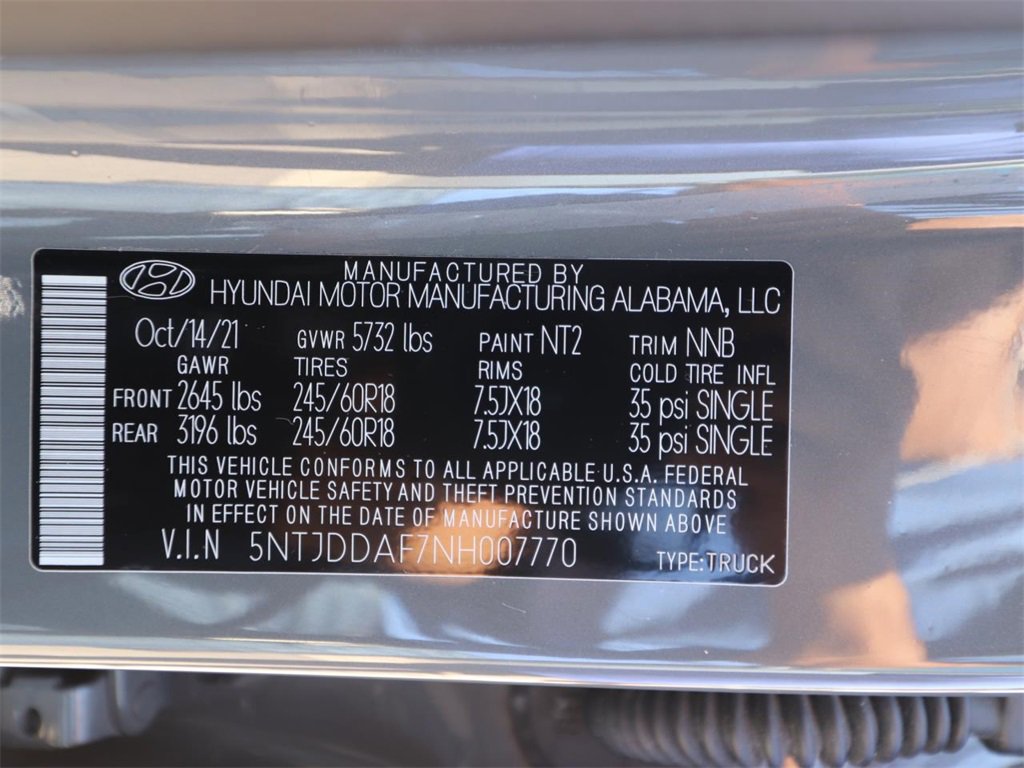 MANUFACTURED BY
HYUNDAI MOTOR MANUFACTURING ALABAMA, LLC
Oct/14/21 GVWR 5732 lbs PAINT NT2 TRIM NNB
GAWR TIRES RIMS COLD TIRE INFL
FRONT 2645 lbs 245/60R18 7.5JX18 35 psi SINGLE
REAR 3196 lbs 245/60R18 7.5JX18 35 psi SINGLE
THIS VEHICLE CONFORMS TO ALL APPLICABLE U.S.A. FEDERAL
MOTOR VEHICLE SAFETY AND THEFT PREVENTION STANDARDS
IN EFFECT ON THE DATE OF MANUFACTURE SHOWN ABOVE
V.I.N 5NTJDDAF7NH007770 TYPE:TRUCK